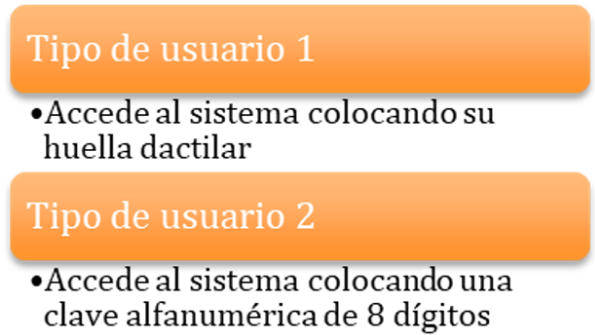 Tipo de usuario 1
•Accede al sistema colocando su
huella dactilar
Tipo de usuario 2
•Accede al sistema colocando una
clave alfanumérica de 8 dígitos